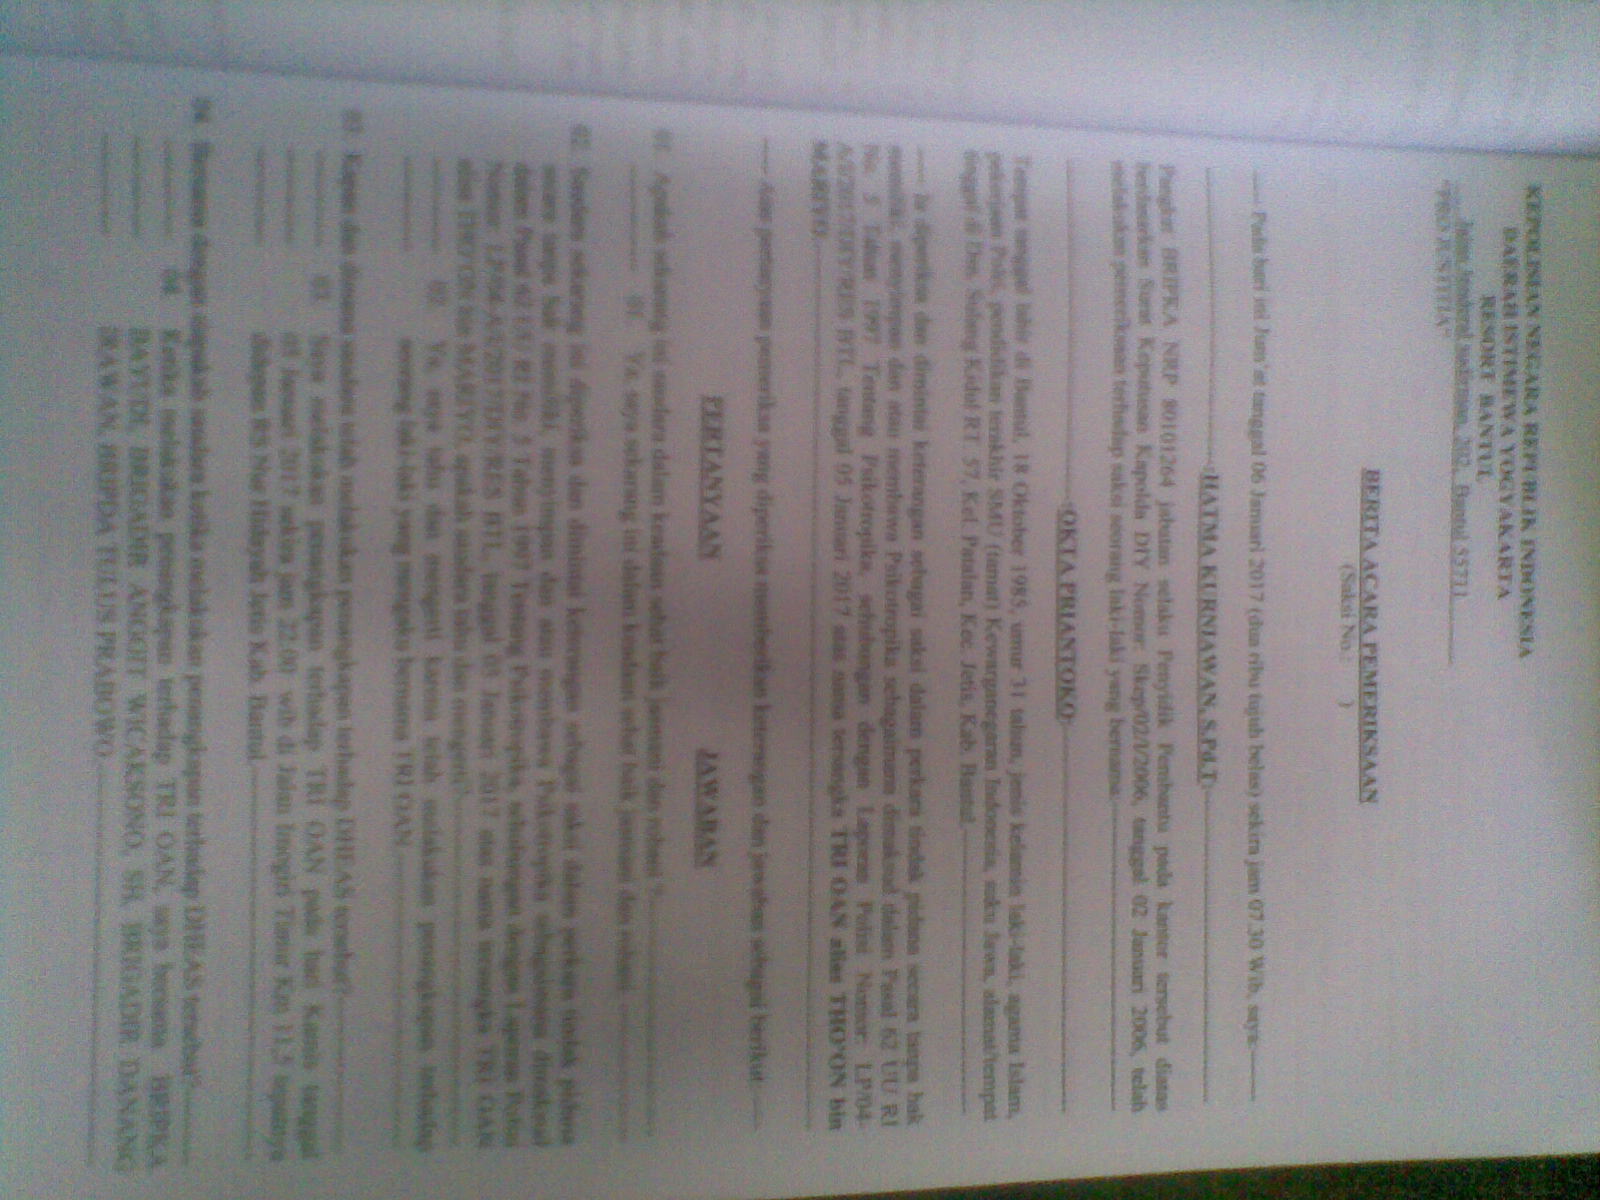 KEPOLISIAN NEGARA REPUBLIK INDONESIA
DAERAH ISTIMEWA YOGYAKARTA
RESORT BANTUL
Jalan Jenderal sudirman, 202, Bantul 55711
"PRO JUSTITIA"
BERITA ACARA PEMERIKSAAN
(Saksi No.: )
----- Pada hari ini Jum'at tanggal 06 Januari 2017 (dua ribu tujuh belas) sekira jam 07.30 Wib, saya:-------
:HATMA KURNIAWAN, S.Pd.T:
Pangkat BRIPKA NRP 80101264 jabatan selaku Penyidik Pembantu pada kantor tersebut diatas
berdasarkan Surat Keputusan Kapolda DIY Nomor: Skep/02/I/2006, tanggal 02 Januari 2006, telah
melakukan pemeriksaan terhadap saksi seorang laki-laki yang bernama:-------
:OKTA PRIANTOKO:
Tempat tanggal lahir di Bantul, 18 Oktober 1985, umur 31 tahun, jenis kelamin laki-laki, agama Islam,
pekerjaan Polri, pendidikan terakhir SMU (tamat) Kewarganegaran Indonesia, suku Jawa, alamat/tempat
tinggal di Dsn. Sulang Kidul RT. 57, Kel. Patalan, Kec. Jetis, Kab. Bantul.-------
----- Ia diperiksa dan dimintai keterangan sebagai saksi dalam perkara tindak pidana secara tanpa hak
memiliki, menyimpan dan atau membawa Psikotropika sebagaimana dimaksud dalam Pasal 62 UU RI
No. 5 Tahun 1997 Tentang Psikotropika, sehubungan dengan Laporan Polisi Nomor: LP/04-
A/I/2017/DIY/RES BTL, tanggal 05 Januari 2017 atas nama tersangka TRI OAN alias THO'ON bin
MARIYO.-------
----- Atas pertanyaan pemeriksa yang diperiksa memberikan keterangan dan jawaban sebagai berikut:-----
PERTANYAAN JAWABAN
01. Apakah sekarang ini saudara dalam keadaan sehat baik jasmani dan rohani ?-------
------- 01. Ya, saya sekarang ini dalam keadaan sehat baik jasmani dan rohani.-------
02. Saudara sekarang ini diperiksa dan dimintai keterangan sebagai saksi dalam perkara tindak pidana
secara tanpa hak memiliki, menyimpan dan atau membawa Psikotropika sebagaimana dimaksud
dalam Pasal 62 UU RI No. 5 Tahun 1997 Tentang Psikotropika, sehubungan dengan Laporan Polisi
Nomor: LP/04-A/I/2017/DIY/RES BTL, tanggal 05 Januari 2017 atas nama tersangka TRI OAN
alias THO'ON bin MARIYO, apakah saudara tahu dan mengerti?-------
------- 02. Ya, saya tahu dan mengerti karena telah melakukan penangkapan terhadap
------- seorang laki-laki yang mengaku bernama TRI OAN.-------
03. Kapan dan dimana saudara telah melakukan penangkapan terhadap DHEAS tersebut?-------
------- 03. Saya melakukan penangkapan terhadap TRI OAN pada hari Kamis tanggal
------- 05 Januari 2017 sekira jam 22.00 wib di Jalan Imogiri Timur Km 11,5 tepatnya
------- didepan RS Nur Hidayah Jetis Kab. Bantul.-------
04. Bersama dengan siapakah saudara ketika melakukan penangkapan terhadap DHEAS tersebut?-------
------- 04. Ketika melakukan penangkapan terhadap TRI OAN, saya bersama BRIPKA
------- BAYUDI, BRIGADIR ANGGIT WICAKSONO, SH, BRIGADIR DANANG
------- IRAWAN, BRIPDA TULUS PRABOWO.-------